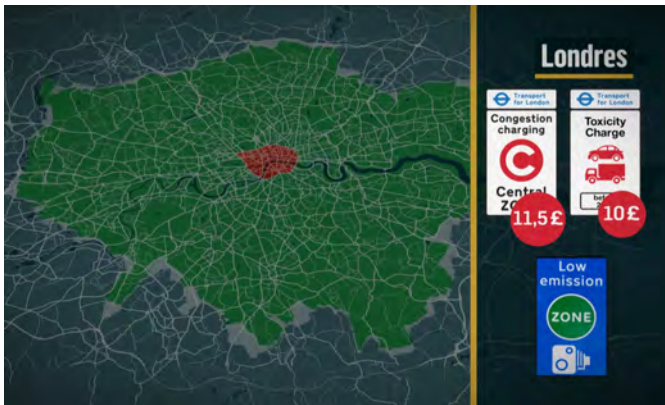 Londres
Transport
for London
Congestion
charging
C
Central
11,5£
Transport
for London
Toxicity
Charge
10£
Low
emission
ZONE